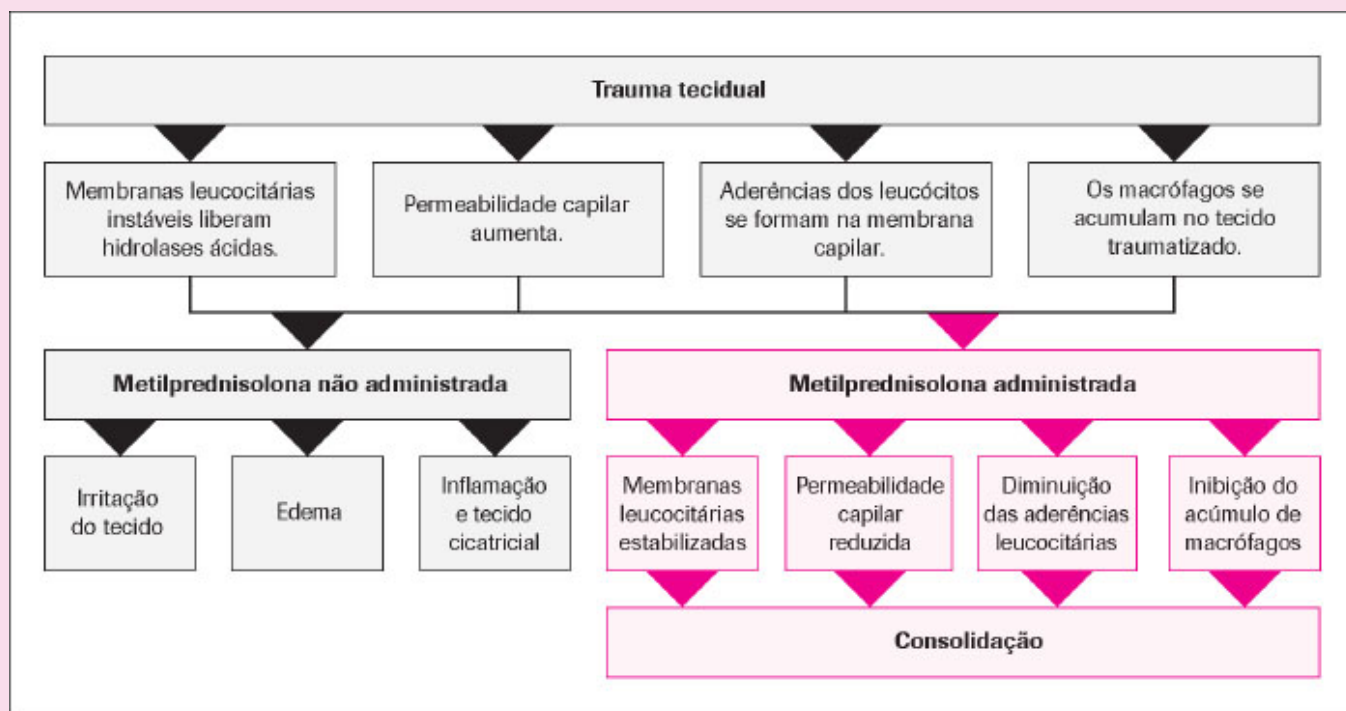 Trauma tecidual
Membranas leucocitárias
instáveis liberam
hidrolases ácidas.
Permeabilidade capilar
aumenta.
Aderências dos leucócitos
se formam na membrana
capilar.
Os macrófagos se
acumulam no tecido
traumatizado.
Metilprednisolona não administrada
Metilprednisolona administrada
Irritação
do tecido
Edema
Inflamação
e tecido
cicatricial
Membranas
leucocitárias
estabilizadas
Permeabilidade
capilar
reduzida
Diminuição
das aderências
leucocitárias
Inibição do
acúmulo de
macrófagos
Consolidação